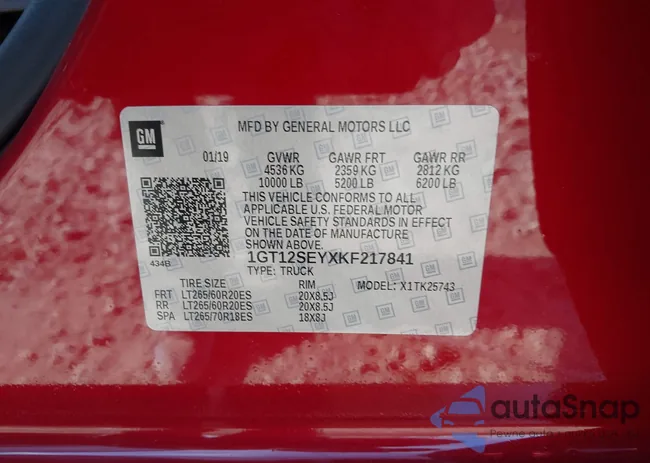 GM
MFD BY GENERAL MOTORS LLC
01/19 GVWR GAWR FRT GAWR RR
4536 KG 2359 KG 2812 KG
10000 LB 5200 LB 6200 LB
THIS VEHICLE CONFORMS TO ALL
APPLICABLE U.S. FEDERAL MOTOR
VEHICLE SAFETY STANDARDS IN EFFECT
ON THE DATE OF MANUFACTURE
SHOWN ABOVE.
434B
1GT12SEYXKF217841
TYPE: TRUCK
TIRE SIZE RIM MODEL: X1TK25743
FRT LT265/60R20ES 20X8.5J
RR LT265/60R20ES 20X8.5J
SPA LT265/70R18ES 18X8J
autaSnap
Pewne auto